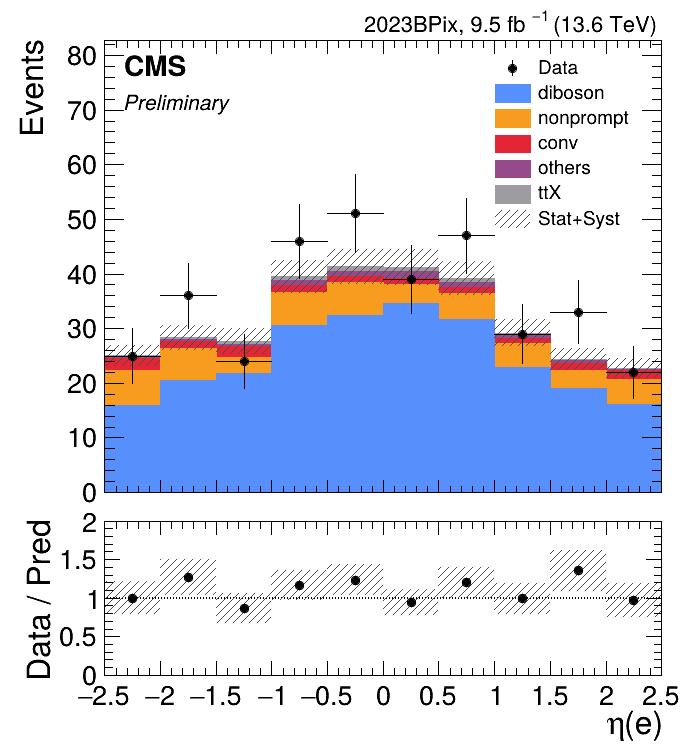 2023BPix, 9.5 fb⁻¹ (13.6 TeV)
CMS
Preliminary
Events
80
70
60
50
40
30
20
10
0
Data
diboson
nonprompt
conv
others
ttX
Stat+Syst
Data / Pred
2
1.5
1
0.5
0
−2.5 −2 −1.5 −1 −0.5 0 0.5 1 1.5 2 2.5
η(e)